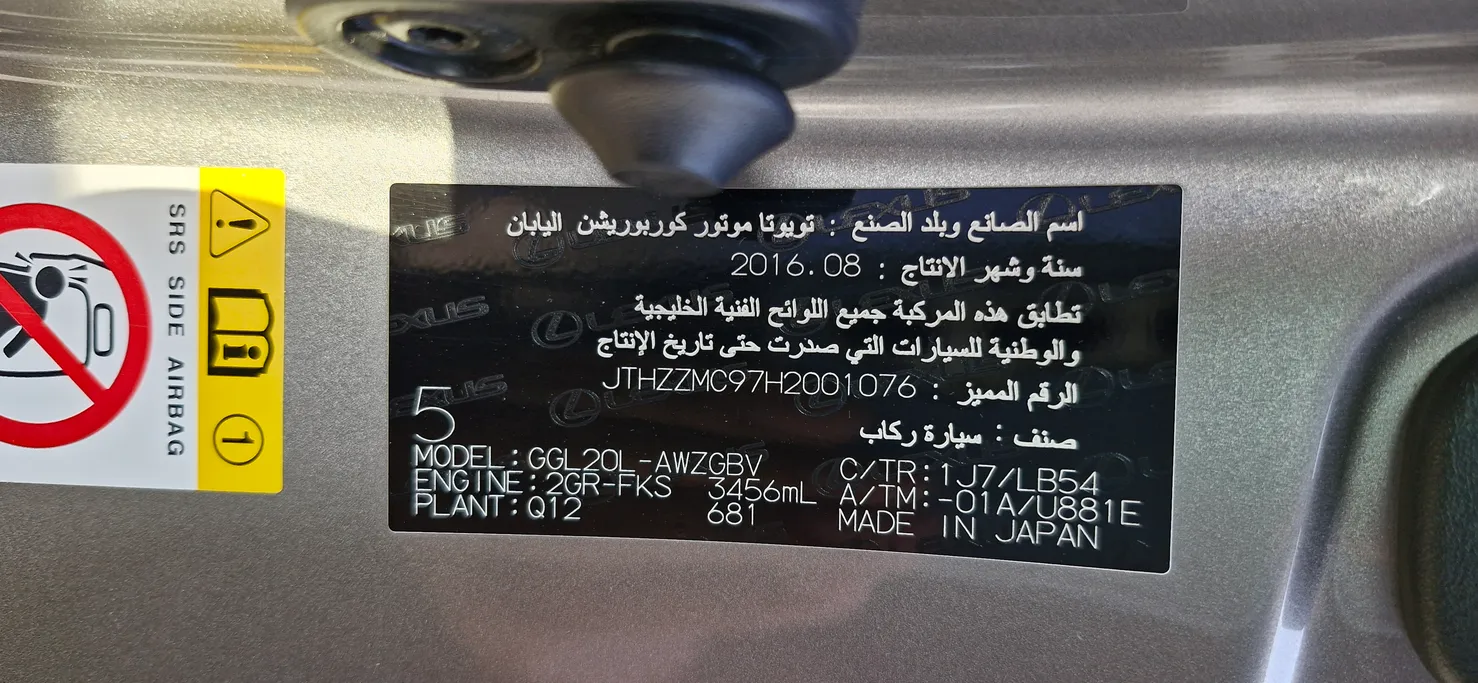 SRS SIDE AIRBAG
1
اسم الصانع وبلد الصنع : تويوتا موتور كوربوريشن اليابان
سنة وشهر الانتاج : 2016.08
تطابق هذه المركبة جميع اللوائح الفنية الخليجية
والوطنية للسيارات التي صدرت حتى تاريخ الإنتاج
الرقم المميز : JTHZZMC97H2001076
صنف : سيارة ركاب
5
MODEL:GGL20L-AWZGBV C/TR:1J7/LB54
ENGINE:2GR-FKS 3456mL A/TM:-01A/U881E
PLANT:Q12 681 MADE IN JAPAN
LEXUS